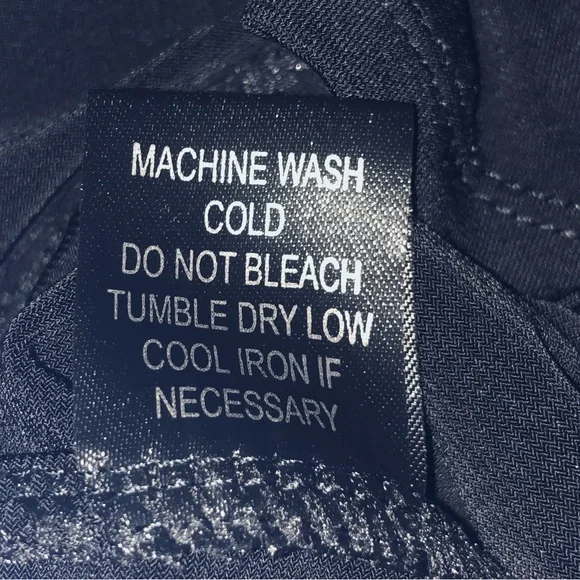 MACHINE WASH
COLD
DO NOT BLEACH
TUMBLE DRY LOW
COOL IRON IF
NECESSARY